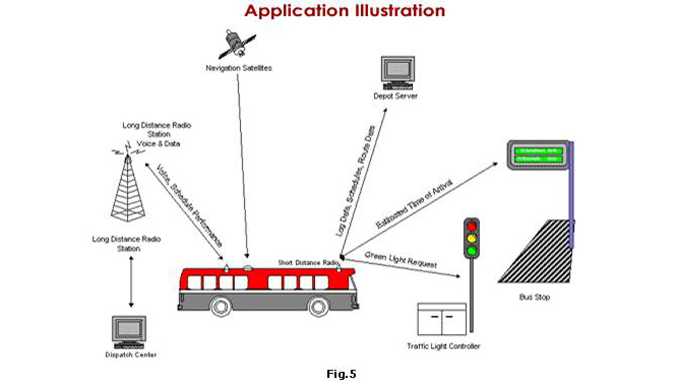 Application Illustration
Navigation Satellites
Depot Server
Long Distance Radio
Station
Voice & Data
Voice, Schedule Performance
Log Data, Schedules, Route Data
Estimated Time of Arrival
Long Distance Radio
Station
Short Distance Radio
Green Light Request
Bus Stop
Traffic Light Controller
Dispatch Center
Fig.5